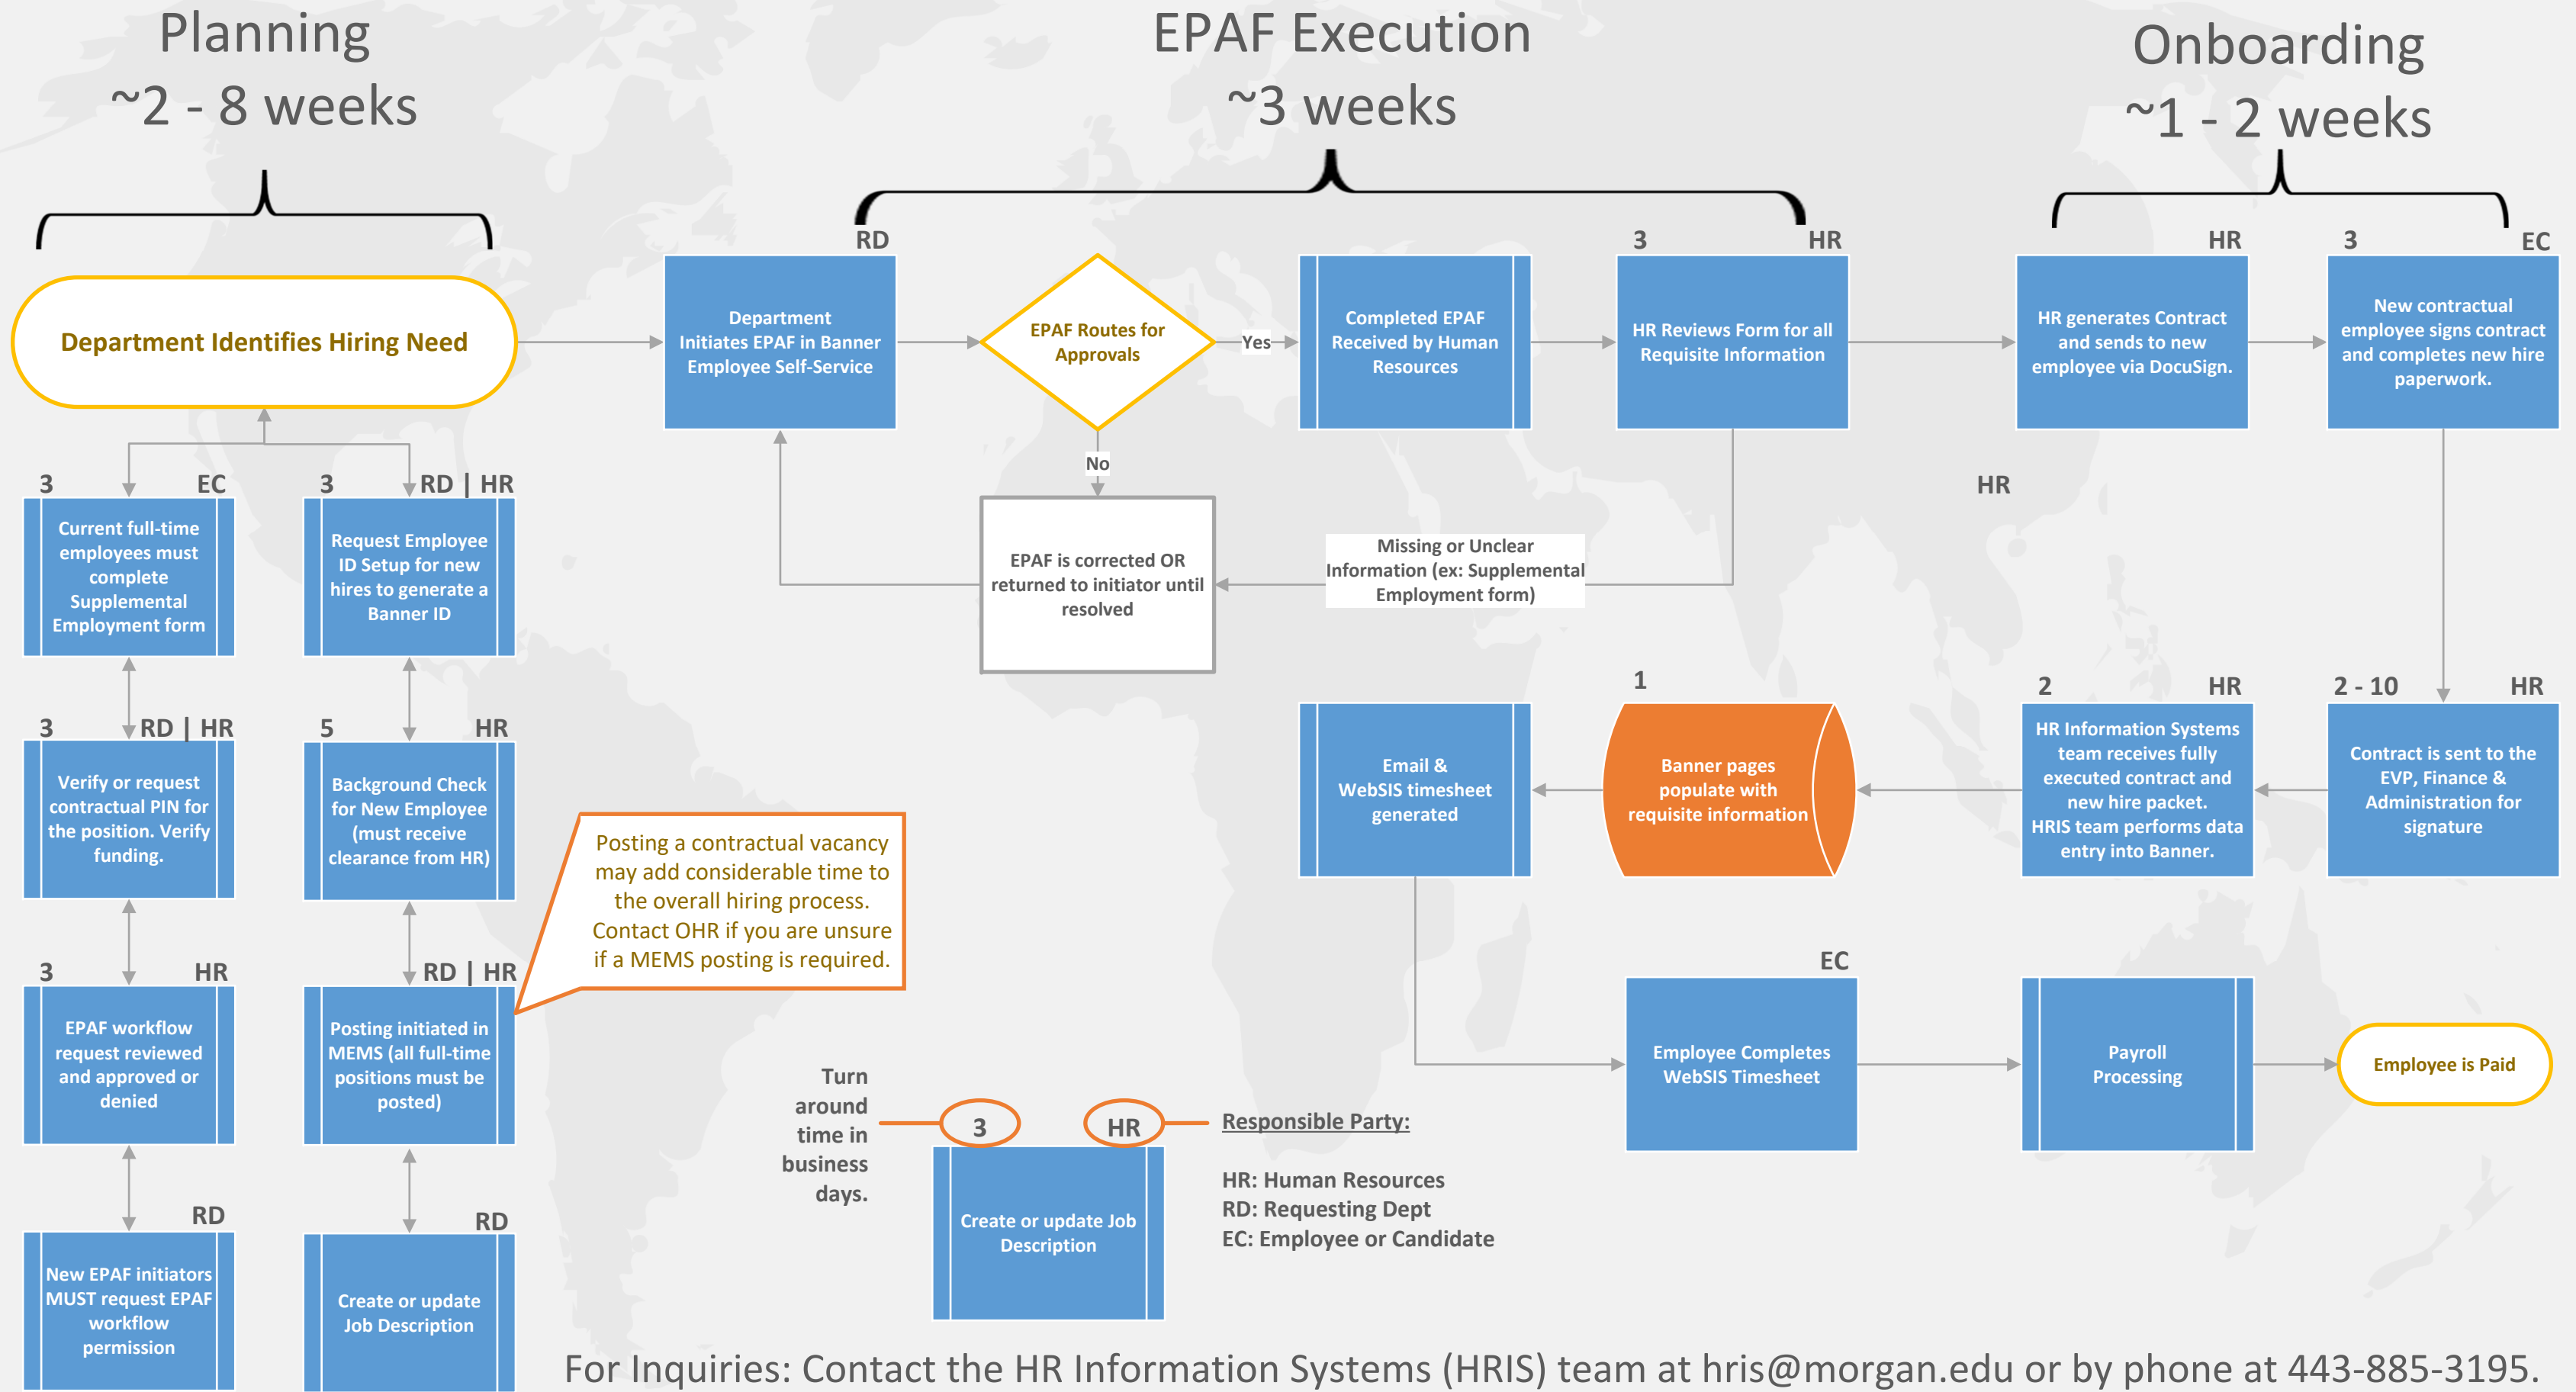 Planning
~2 - 8 weeks
EPAF Execution
~3 weeks
Onboarding
~1 - 2 weeks
Department Identifies Hiring Need
RD
Department
Initiates EPAF in Banner
Employee Self-Service
EPAF Routes for
Approvals
Yes
No
Completed EPAF
Received by Human
Resources
3 HR
HR Reviews Form for all
Requisite Information
HR
HR generates Contract
and sends to new
employee via DocuSign.
3 EC
New contractual
employee signs contract
and completes new hire
paperwork.
3 EC
Current full-time
employees must
complete
Supplemental
Employment form
3 RD | HR
Request Employee
ID Setup for new
hires to generate a
Banner ID
EPAF is corrected OR
returned to initiator until
resolved
Missing or Unclear
Information (ex: Supplemental
Employment form)
HR
3 RD | HR
Verify or request
contractual PIN for
the position. Verify
funding.
5 HR
Background Check
for New Employee
(must receive
clearance from HR)
Posting a contractual vacancy
may add considerable time to
the overall hiring process.
Contact OHR if you are unsure
if a MEMS posting is required.
Email &
WebSIS timesheet
generated
1
Banner pages
populate with
requisite information
2 HR
HR Information Systems
team receives fully
executed contract and
new hire packet.
HRIS team performs data
entry into Banner.
2 - 10 HR
Contract is sent to the
EVP, Finance &
Administration for
signature
3 HR
EPAF workflow
request reviewed
and approved or
denied
RD | HR
Posting initiated in
MEMS (all full-time
positions must be
posted)
EC
Employee Completes
WebSIS Timesheet
Payroll
Processing
Employee is Paid
RD
New EPAF initiators
MUST request EPAF
workflow
permission
RD
Create or update
Job Description
Turn
around
time in
business
days.
3 HR
Create or update Job
Description
Responsible Party:
HR: Human Resources
RD: Requesting Dept
EC: Employee or Candidate
For Inquiries: Contact the HR Information Systems (HRIS) team at hris@morgan.edu or by phone at 443-885-3195.